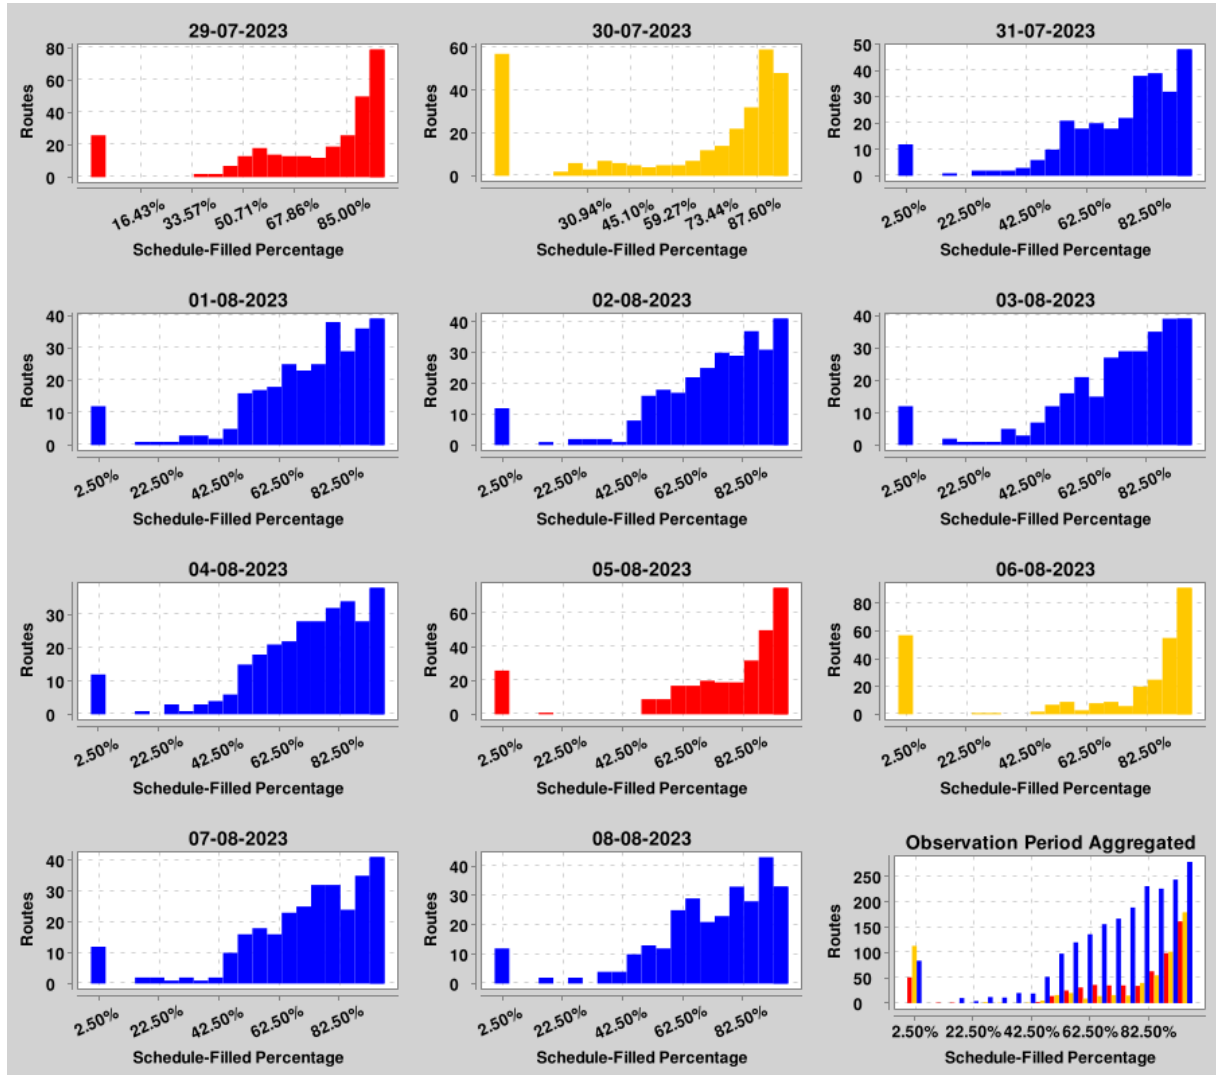 29-07-2023
80
60
40
20
0
Routes
16.43% 33.57% 50.71% 67.86% 85.00%
Schedule-Filled Percentage
30-07-2023
60
40
20
0
Routes
30.94% 45.10% 59.27% 73.44% 87.60%
Schedule-Filled Percentage
31-07-2023
50
40
30
20
10
0
Routes
2.50% 22.50% 42.50% 62.50% 82.50%
Schedule-Filled Percentage
01-08-2023
40
30
20
10
0
Routes
2.50% 22.50% 42.50% 62.50% 82.50%
Schedule-Filled Percentage
02-08-2023
40
30
20
10
0
Routes
2.50% 22.50% 42.50% 62.50% 82.50%
Schedule-Filled Percentage
03-08-2023
40
30
20
10
0
Routes
2.50% 22.50% 42.50% 62.50% 82.50%
Schedule-Filled Percentage
04-08-2023
30
20
10
0
Routes
2.50% 22.50% 42.50% 62.50% 82.50%
Schedule-Filled Percentage
05-08-2023
60
40
20
0
Routes
2.50% 22.50% 42.50% 62.50% 82.50%
Schedule-Filled Percentage
06-08-2023
80
60
40
20
0
Routes
2.50% 22.50% 42.50% 62.50% 82.50%
Schedule-Filled Percentage
07-08-2023
40
30
20
10
0
Routes
2.50% 22.50% 42.50% 62.50% 82.50%
Schedule-Filled Percentage
08-08-2023
40
30
20
10
0
Routes
2.50% 22.50% 42.50% 62.50% 82.50%
Schedule-Filled Percentage
Observation Period Aggregated
250
200
150
100
50
0
Routes
2.50% 22.50% 42.50% 62.50% 82.50%
Schedule-Filled Percentage